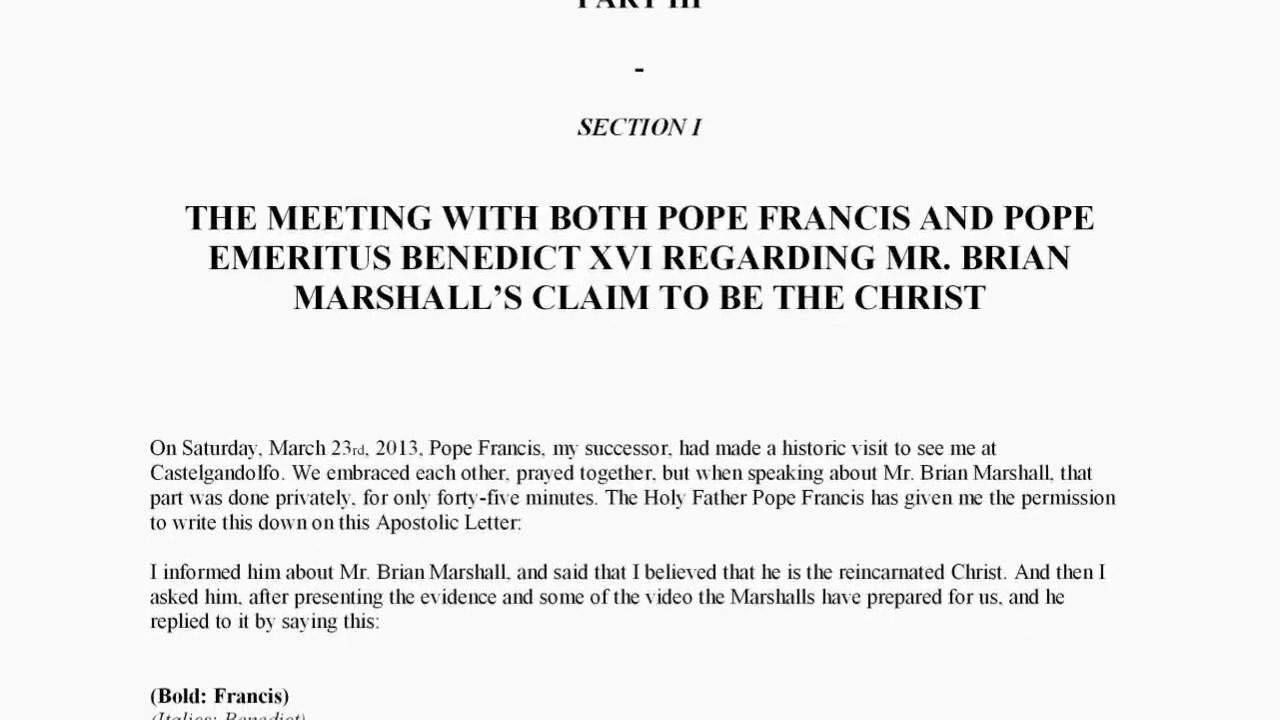 PART III
-
SECTION I
THE MEETING WITH BOTH POPE FRANCIS AND POPE
EMERITUS BENEDICT XVI REGARDING MR. BRIAN
MARSHALL’S CLAIM TO BE THE CHRIST
On Saturday, March 23rd, 2013, Pope Francis, my successor, had made a historic visit to see me at
Castelgandolfo. We embraced each other, prayed together, but when speaking about Mr. Brian Marshall, that
part was done privately, for only forty-five minutes. The Holy Father Pope Francis has given me the permission
to write this down on this Apostolic Letter:
I informed him about Mr. Brian Marshall, and said that I believed that he is the reincarnated Christ. And then I
asked him, after presenting the evidence and some of the video the Marshalls have prepared for us, and he
replied to it by saying this:
(Bold: Francis)
(Italics: Benedict)